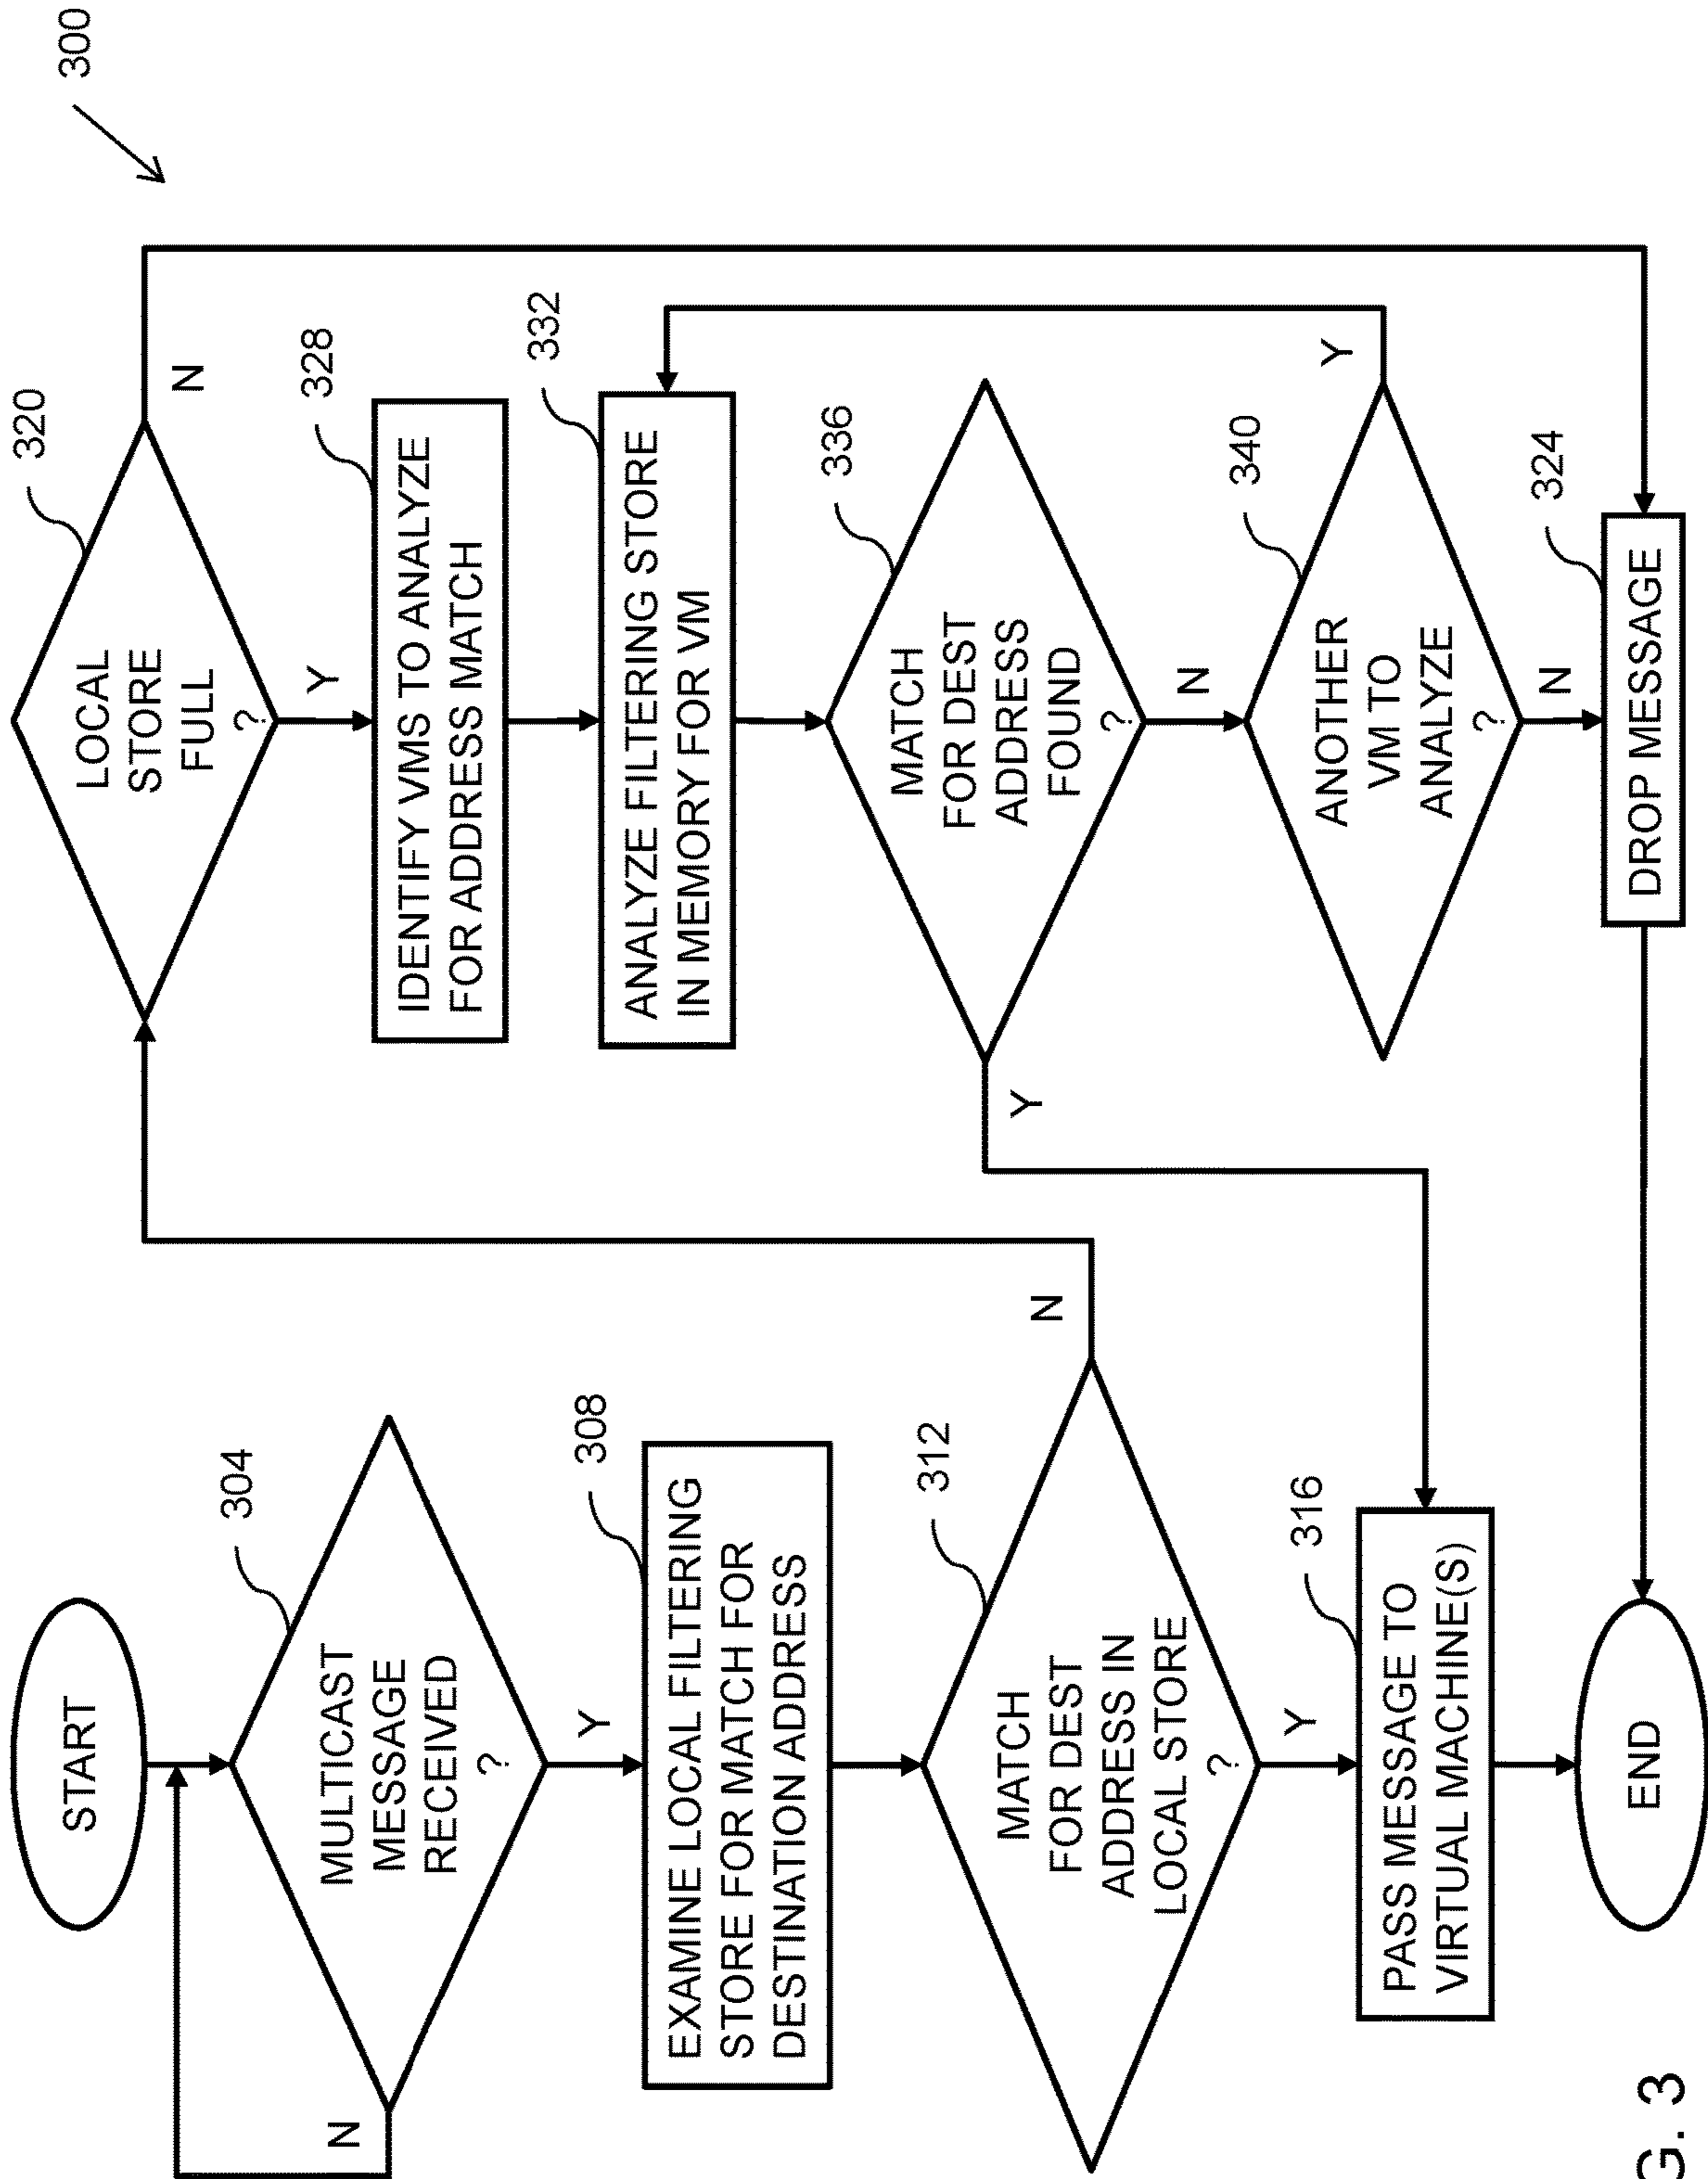 300
START
304
MULTICAST
MESSAGE
RECEIVED
?
N
Y
308
EXAMINE LOCAL FILTERING
STORE FOR MATCH FOR
DESTINATION ADDRESS
312
MATCH
FOR DEST
ADDRESS IN
LOCAL STORE
?
N
Y
316
PASS MESSAGE TO
VIRTUAL MACHINE(S)
END
320
LOCAL
STORE
FULL
?
N
Y
328
IDENTIFY VMS TO ANALYZE
FOR ADDRESS MATCH
332
ANALYZE FILTERING STORE
IN MEMORY FOR VM
336
MATCH
FOR DEST
ADDRESS
FOUND
?
Y
N
340
ANOTHER
VM TO
ANALYZE
?
Y
N
324
DROP MESSAGE
G. 3